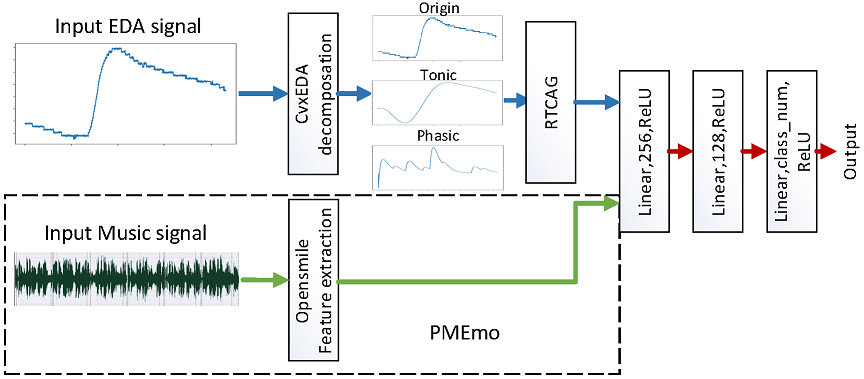 Input EDA signal
CvxEDA
decomposation
Origin
Tonic
Phasic
RTCAG
Linear,256,ReLU
Linear,128,ReLU
Linear,class_num,
ReLU
Output
Input Music signal
Opensmile
Feature extraction
PMEmo